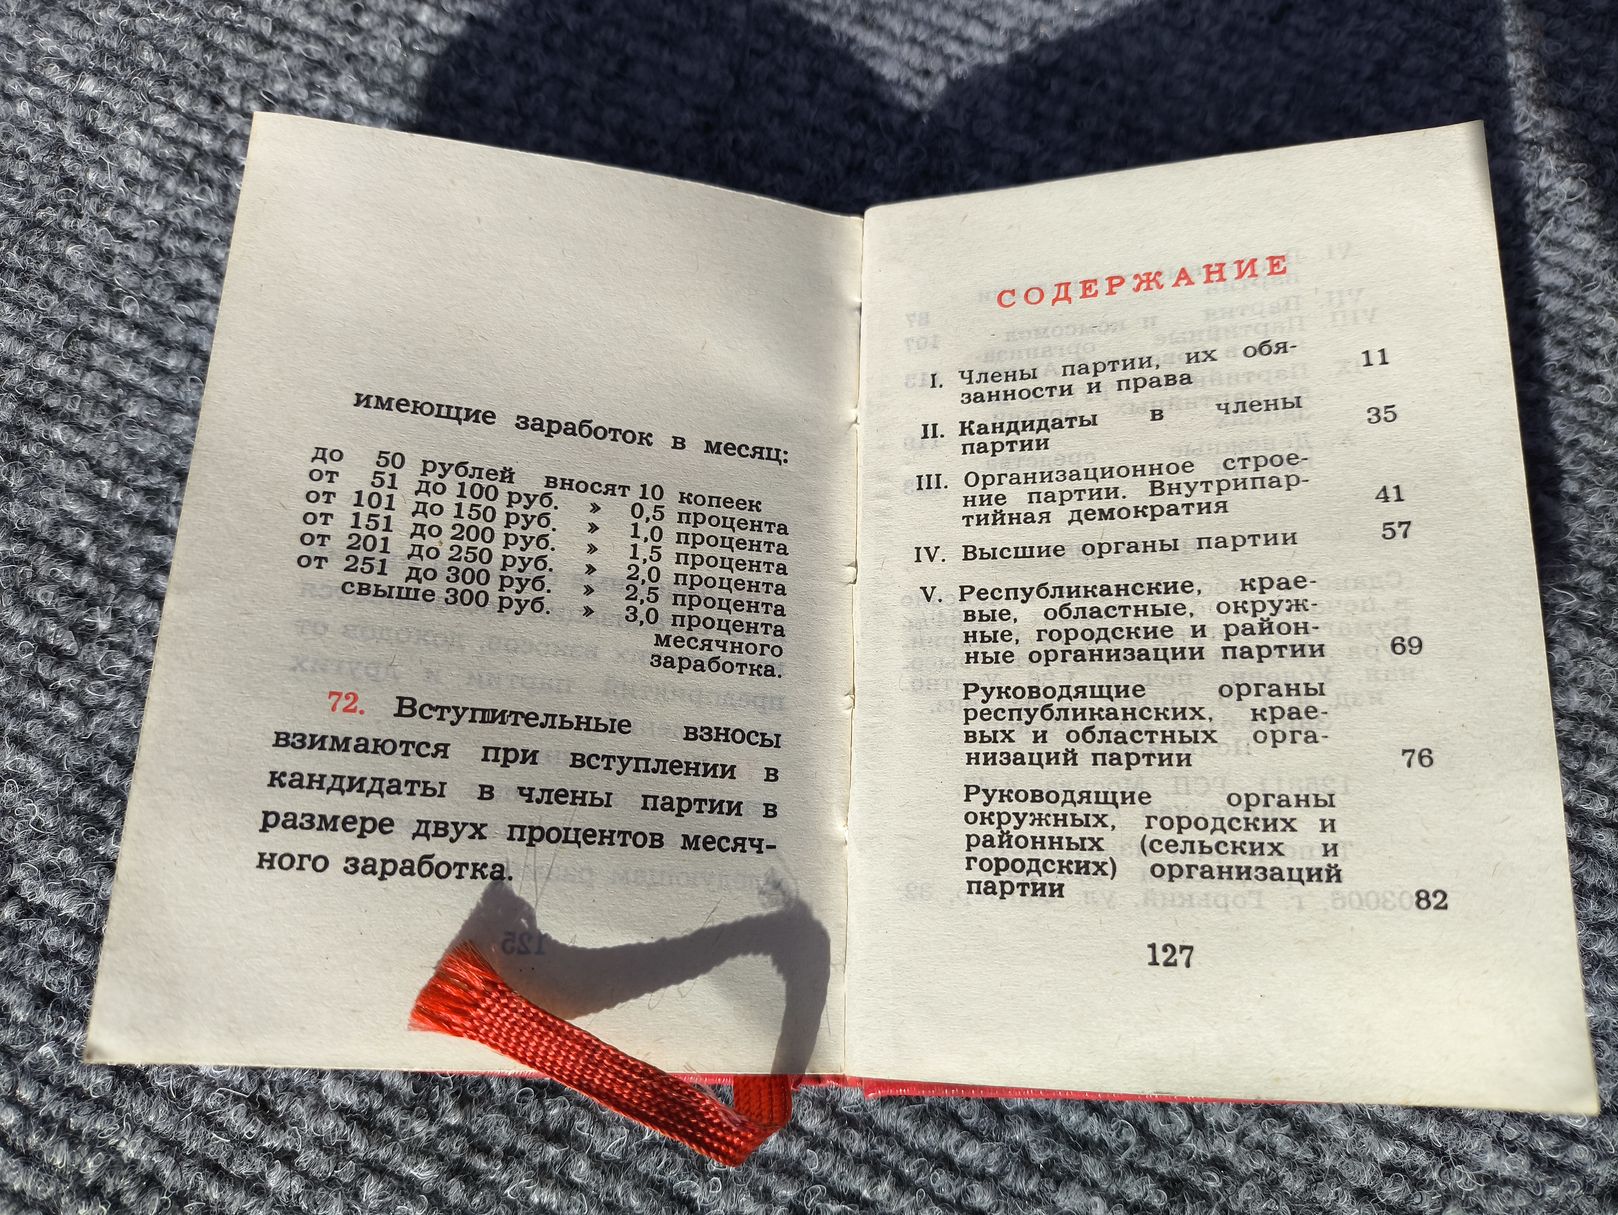 имеющие заработок в месяц:
до 50 рублей вносят 10 копеек
от 51 до 100 руб. » 0,5 процента
от 101 до 150 руб. » 1,0 процента
от 151 до 200 руб. » 1,5 процента
от 201 до 250 руб. » 2,0 процента
от 251 до 300 руб. » 2,5 процента
свыше 300 руб. » 3,0 процента
месячного
заработка.
72. Вступительные взносы
взимаются при вступлении в
кандидаты в члены партии в
размере двух процентов месяч-
ного заработка.
СОДЕРЖАНИЕ
I. Члены партии, их обя-
занности и права 11
II. Кандидаты в члены
партии 35
III. Организационное строе-
ние партии. Внутрипар-
тийная демократия 41
IV. Высшие органы партии 57
V. Республиканские, крае-
вые, областные, окруж-
ные, городские и район-
ные организации партии 69
Руководящие органы
республиканских, крае-
вых и областных орга-
низаций партии 76
Руководящие органы
окружных, городских и
районных (сельских и
городских) организаций
партии 82
127